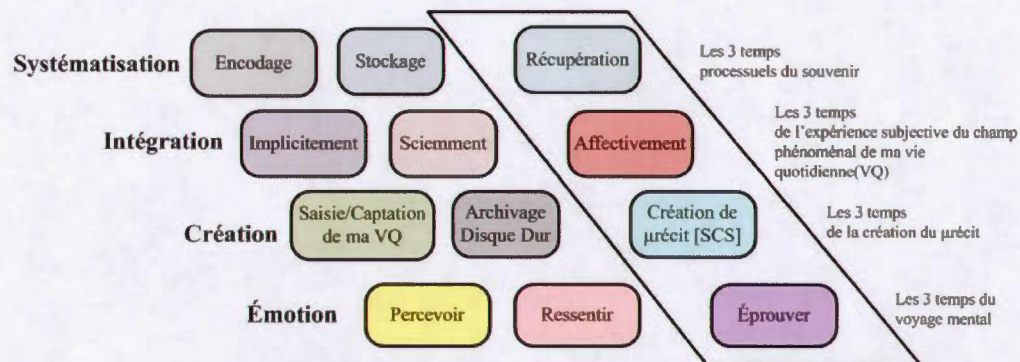 Systématisation
Encodage
Stockage
Récupération
Les 3 temps
processuels du souvenir
Intégration
Implicitement
Sciemment
Affectivement
Les 3 temps
de l'expérience subjective du champ
phénoménal de ma vie
quotidienne(VQ)
Création
Saisie/Captation
de ma VQ
Archivage
Disque Dur
Création de
µrécit [SCS]
Les 3 temps
de la création du µrécit
Émotion
Percevoir
Ressentir
Éprouver
Les 3 temps du
voyage mental